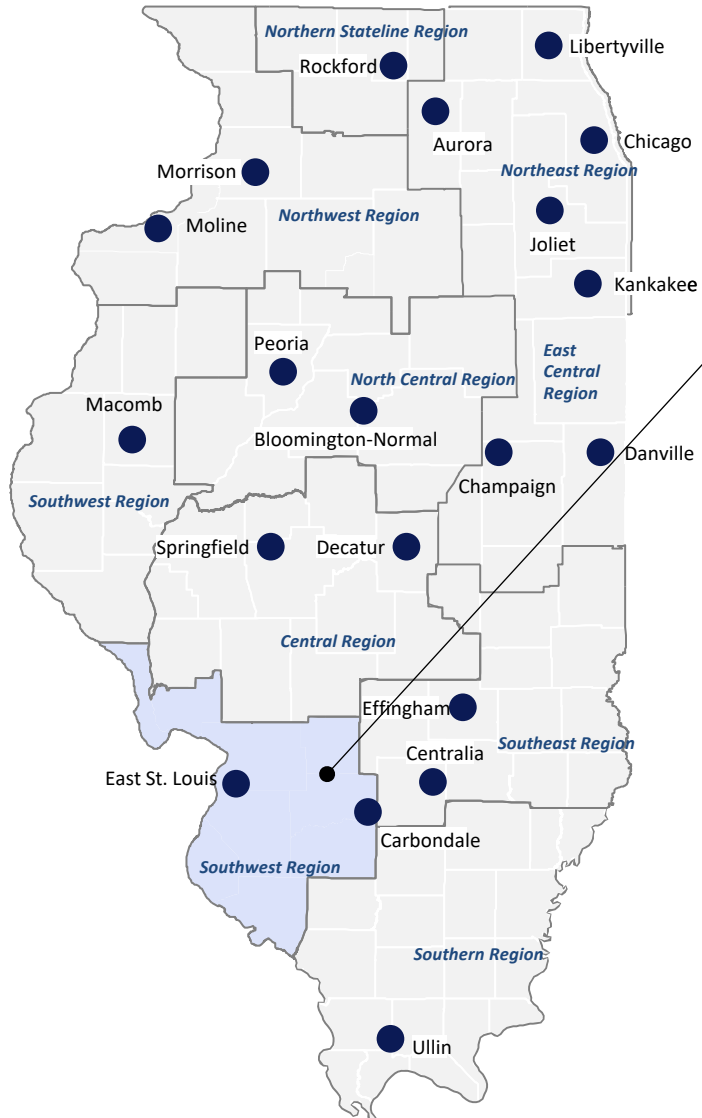 Northern Stateline Region
Libertyville
Rockford
Aurora
Chicago
Morrison
Northeast Region
Northwest Region
Moline
Joliet
Kankakee
Peoria
East
Central
Region
North Central Region
Macomb
Bloomington-Normal
Danville
Champaign
Southwest Region
Springfield
Decatur
Central Region
Effingham
Southeast Region
Centralia
East St. Louis
Carbondale
Southwest Region
Southern Region
Ullin